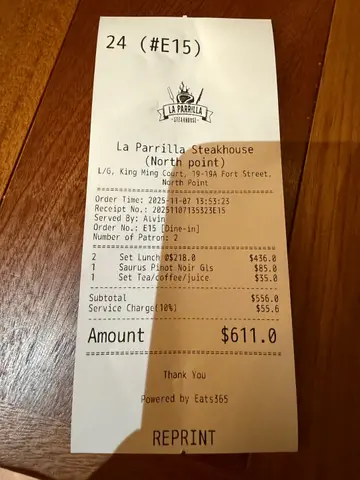 24 (#E15)
LA PARRILLA
STEAKHOUSE
La Parrilla Steakhouse
(North point)
L/G, King Ming Court, 19-19A Fort Street,
North Point
Order Time: 2025-11-07 13:53:23
Receipt No.: 20251107135323E15
Served By: Alvin
Order No.: E15 [Dine-in]
Number of Patron: 2
2 Set Lunch @$218.0 $436.0
1 Saurus Pinot Noir Gls $85.0
1 Set Tea/coffee/juice $35.0
Subtotal $556.0
Service Charge(10%) $55.6
Amount $611.0
Thank You
Powered by Eats365
REPRINT